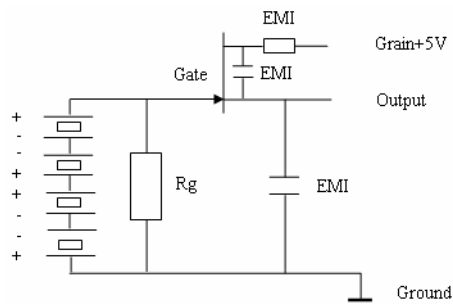 EMI
Grain+5V
Gate
EMI
Output
+
-
-
+
+
-
-
+
Rg
EMI
Ground